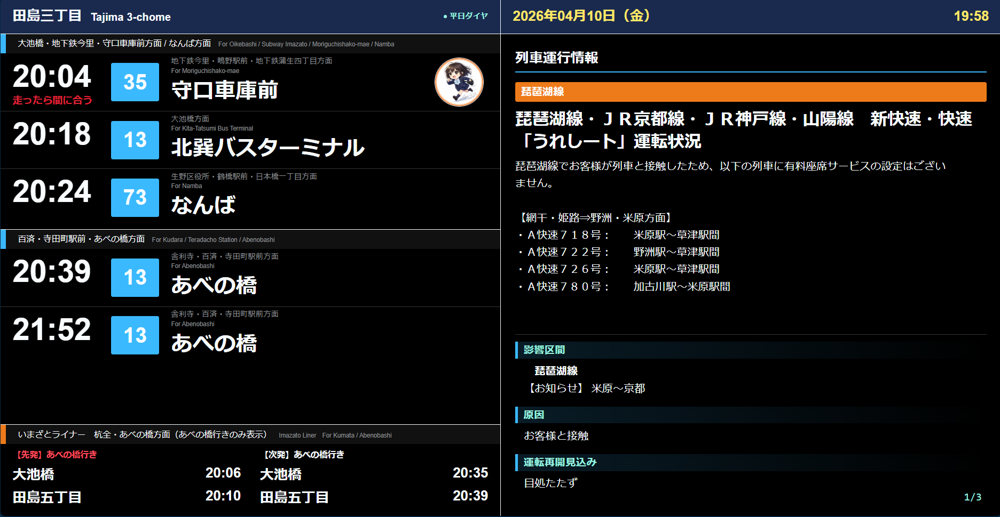 田島三丁目 Tajima 3-chome
● 平日ダイヤ
大池橋・地下鉄今里・守口車庫前方面 / なんば方面 For Oikebashi / Subway Imazato / Moriguchishako-mae / Namba
20:04
走ったら間に合う
35
地下鉄今里・鴫野駅前・地下鉄蒲生四丁目方面
For Moriguchishako-mae
守口車庫前
20:18
13
大池橋方面
For Kita-Tatsumi Bus Terminal
北巽バスターミナル
20:24
73
生野区役所・鶴橋駅前・日本橋一丁目方面
For Namba
なんば
百済・寺田町駅前・あべの橋方面 For Kudara / Teradacho Station / Abenobashi
20:39
13
舎利寺・百済・寺田町駅前方面
For Abenobashi
あべの橋
21:52
13
舎利寺・百済・寺田町駅前方面
For Abenobashi
あべの橋
いまざとライナー 杭全・あべの橋方面（あべの橋行きのみ表示） Imazato Liner For Kumata / Abenobashi
【先発】あべの橋行き
大池橋 20:06
田島五丁目 20:10
【次発】あべの橋行き
大池橋 20:35
田島五丁目 20:39
2026年04月10日（金） 19:58
列車運行情報
琵琶湖線
琵琶湖線・ＪＲ京都線・ＪＲ神戸線・山陽線　新快速・快速
「うれしート」運転状況
琵琶湖線でお客様が列車と接触したため、以下の列車に有料座席サービスの設定はござい
ません。
【網干・姫路⇒野洲・米原方面】
・Ａ快速７１８号：　　米原駅～草津駅間
・Ａ快速７２２号：　　野洲駅～草津駅間
・Ａ快速７２６号：　　米原駅～草津駅間
・Ａ快速７８０号：　　加古川駅～米原駅間
影響区間
琵琶湖線
【お知らせ】 米原～京都
原因
お客様と接触
運転再開見込み
目処たたず
1/3